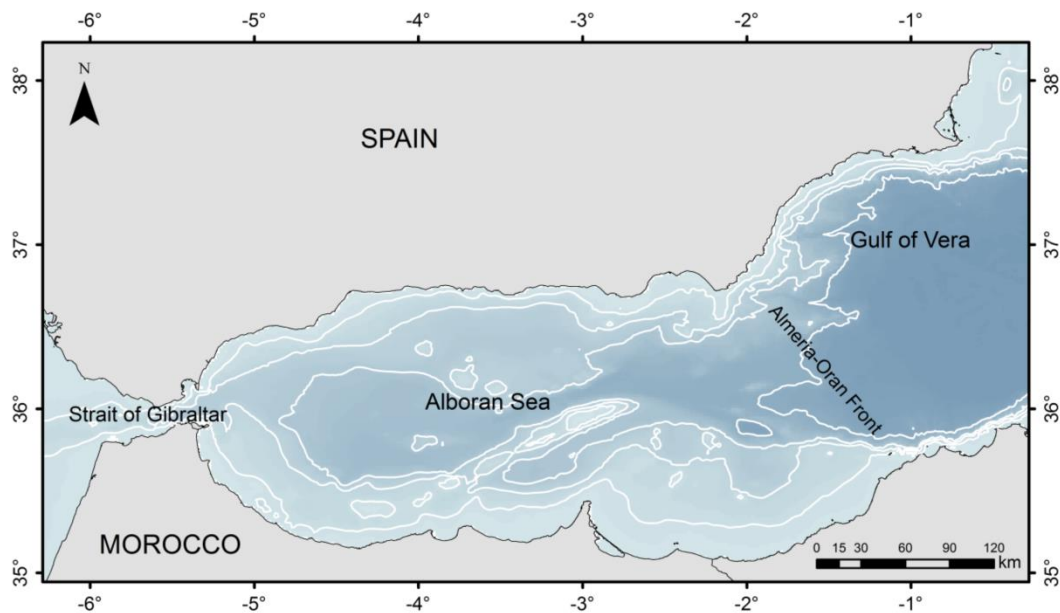 -6° -5° -4° -3° -2° -1°
38° 38°
N
SPAIN
37° 37°
Gulf of Vera
Almeria-Oran Front
Alboran Sea
36° 36°
Strait of Gibraltar
MOROCCO
0 15 30 60 90 120
km
35° 35°
-6° -5° -4° -3° -2° -1°